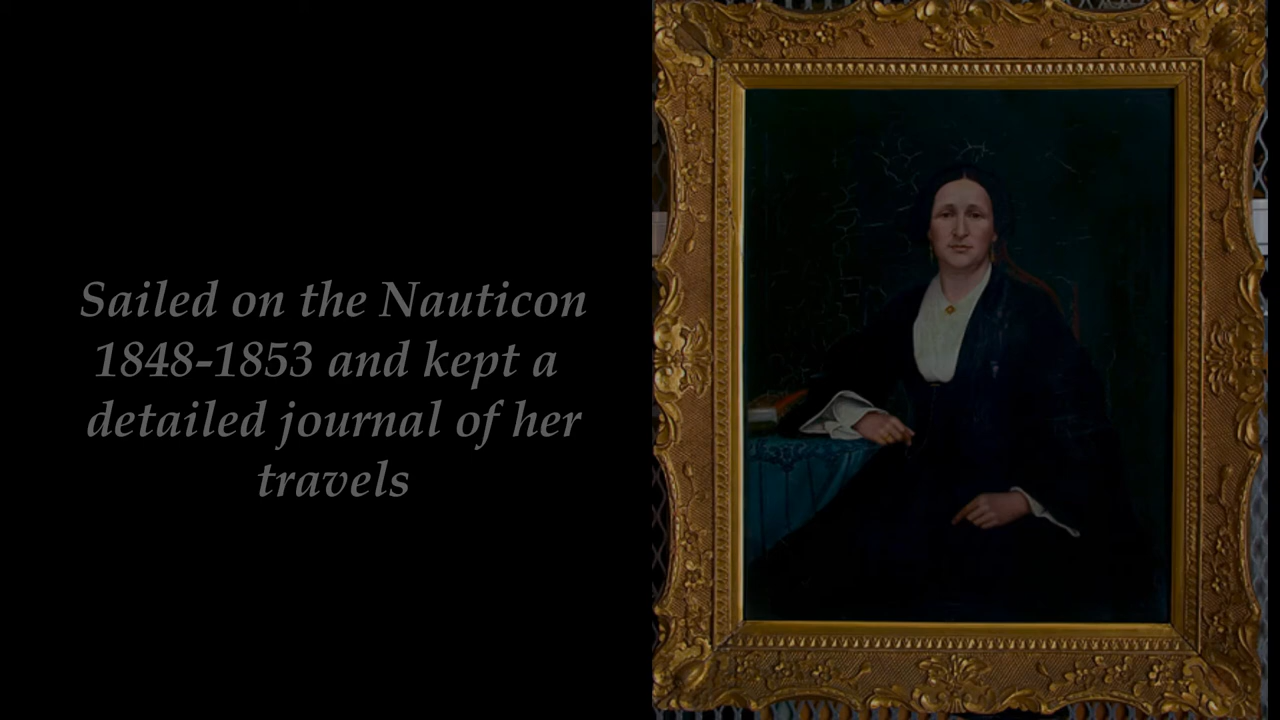 Sailed on the Nauticon
1848-1853 and kept a
detailed journal of her
travels